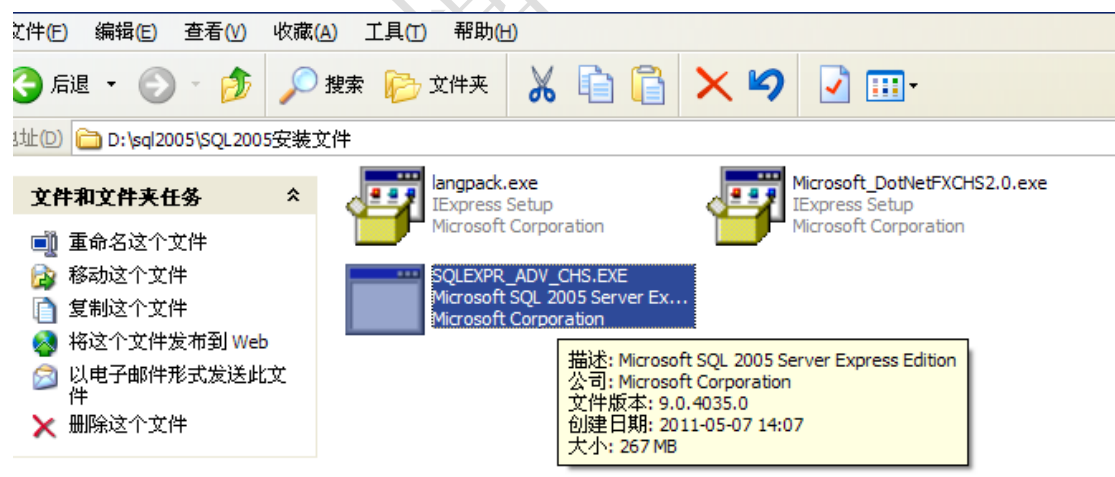 文件(F) 编辑(E) 查看(V) 收藏(A) 工具(T) 帮助(H)
后退 搜索 文件夹
地址(D) D:\sql2005\SQL2005安装文件
文件和文件夹任务
重命名这个文件
移动这个文件
复制这个文件
将这个文件发布到 Web
以电子邮件形式发送此文
件
删除这个文件
langpack.exe
IExpress Setup
Microsoft Corporation
Microsoft_DotNetFXCHS2.0.exe
IExpress Setup
Microsoft Corporation
SQLEXPR_ADV_CHS.EXE
Microsoft SQL 2005 Server Ex...
Microsoft Corporation
描述: Microsoft SQL 2005 Server Express Edition
公司: Microsoft Corporation
文件版本: 9.0.4035.0
创建日期: 2011-05-07 14:07
大小: 267 MB